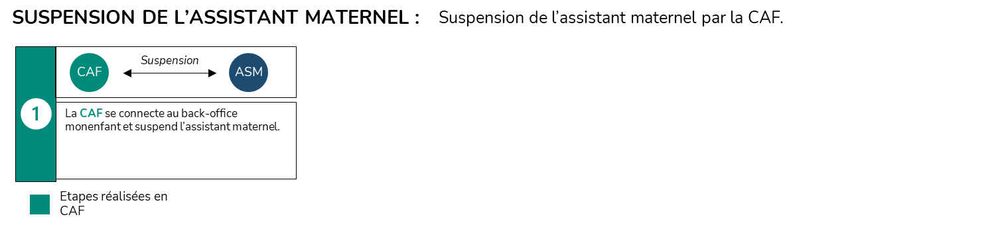 SUSPENSION DE L’ASSISTANT MATERNEL : Suspension de l’assistant maternel par la CAF.
CAF Suspension ASM
1
La CAF se connecte au back-office
monenfant et suspend l’assistant maternel.
Etapes réalisées en
CAF